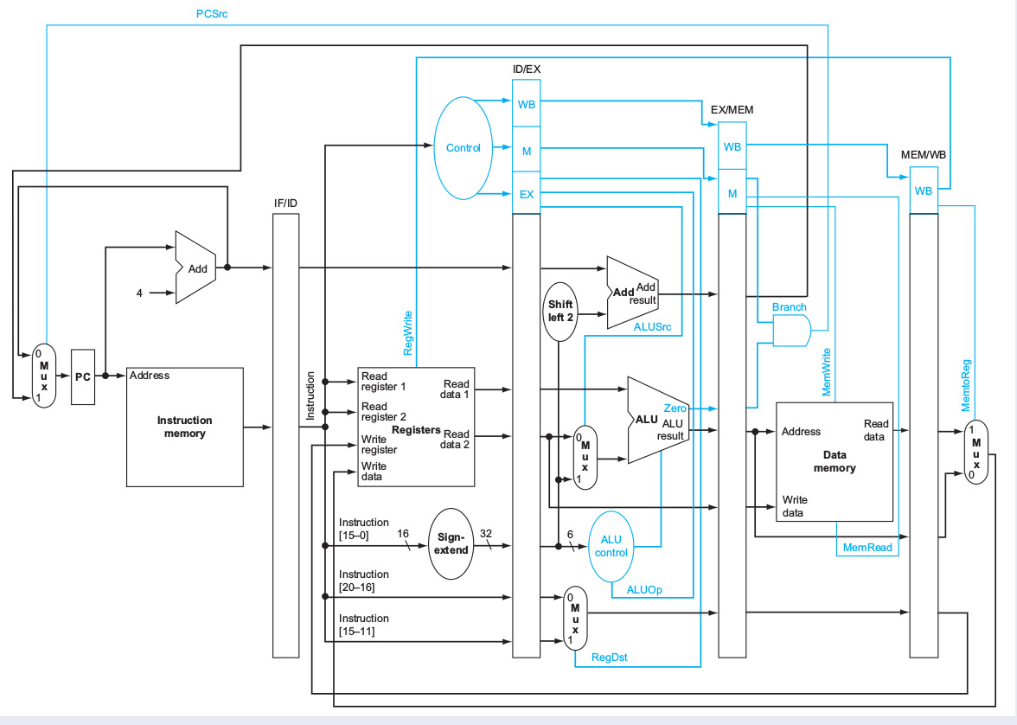 PCSrc
ID/EX
WB
EX/MEM
Control
M
WB
MEM/WB
EX
M
WB
IF/ID
Add
4
Add Add
result
Shift
left 2
ALUSrc
Branch
RegWrite
MemWrite
MemtoReg
0
M
u
x
1
PC
Address
Instruction
memory
Instruction
Read
register 1
Read
register 2
Write
register
Write
data
Registers
Read
data 1
Read
data 2
0
M
u
x
1
Zero
ALU
ALU
result
Address
Read
data
Data
memory
Write
data
1
M
u
x
0
Instruction
[15–0]
16
Sign-
extend
32
6
ALU
control
MemRead
Instruction
[20–16]
ALUOp
0
M
u
x
1
Instruction
[15–11]
RegDst